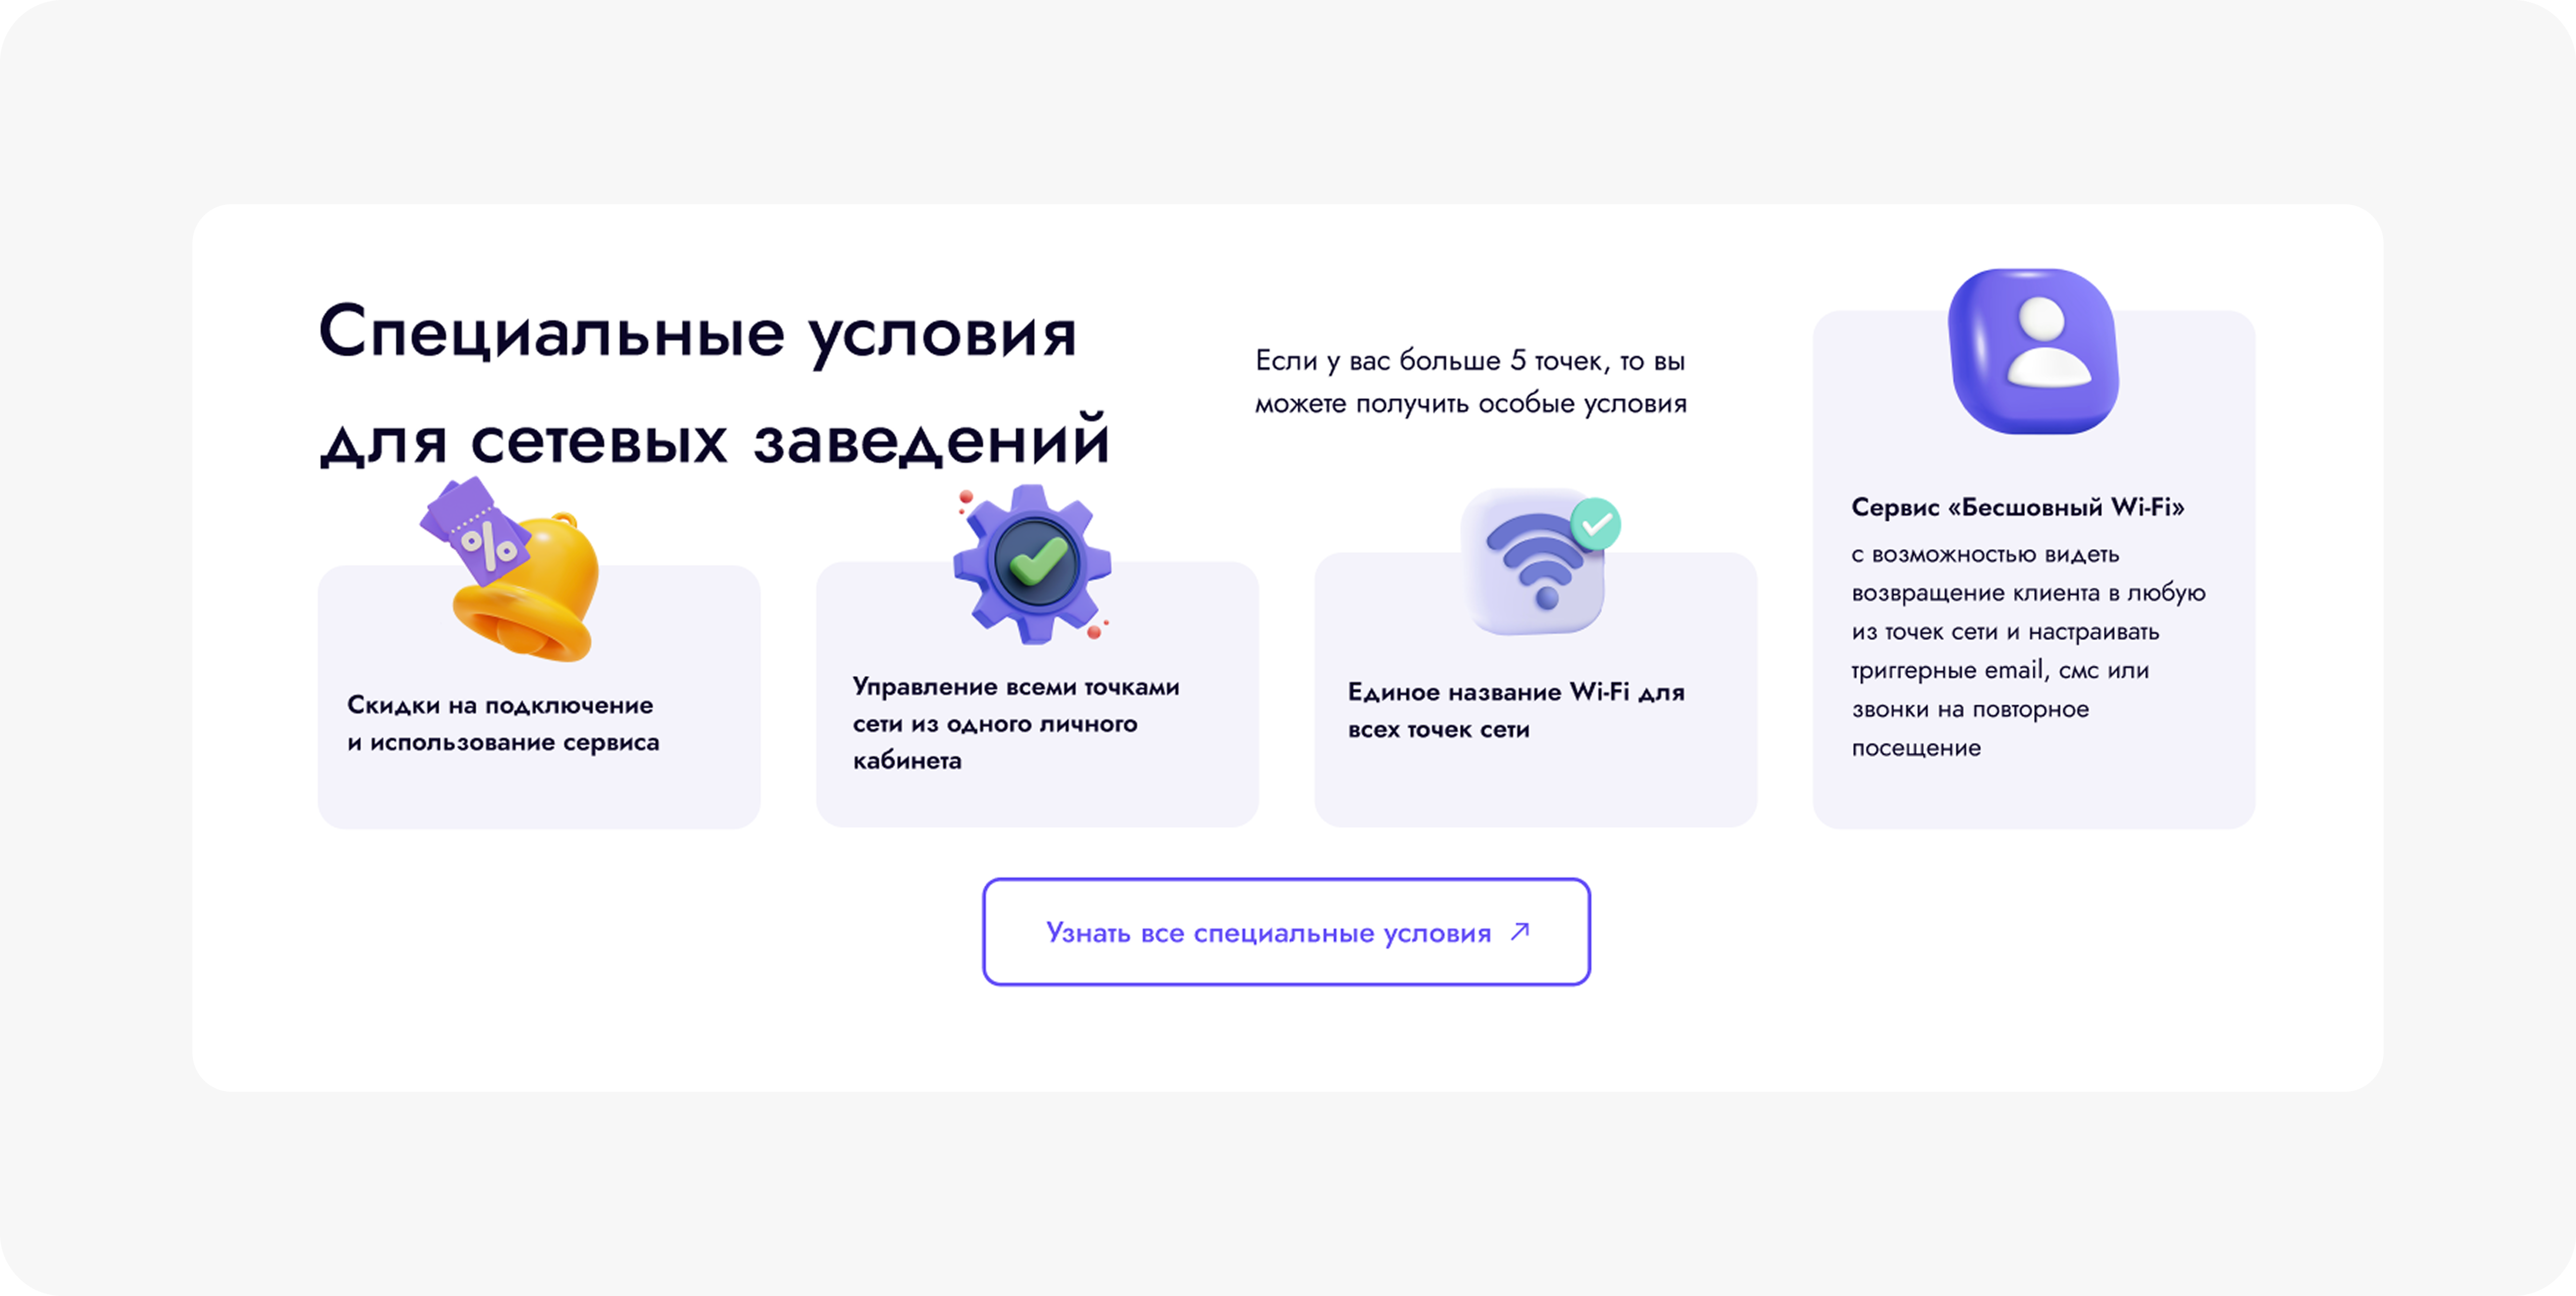 Специальные условия
для сетевых заведений
Если у вас больше 5 точек, то вы
можете получить особые условия
%
Скидки на подключение
и использование сервиса
Управление всеми точками
сети из одного личного
кабинета
Единое название Wi-Fi для
всех точек сети
Сервис «Бесшовный Wi-Fi»
с возможностью видеть
возвращение клиента в любую
из точек сети и настраивать
триггерные email, смс или
звонки на повторное
посещение
Узнать все специальные условия ↗